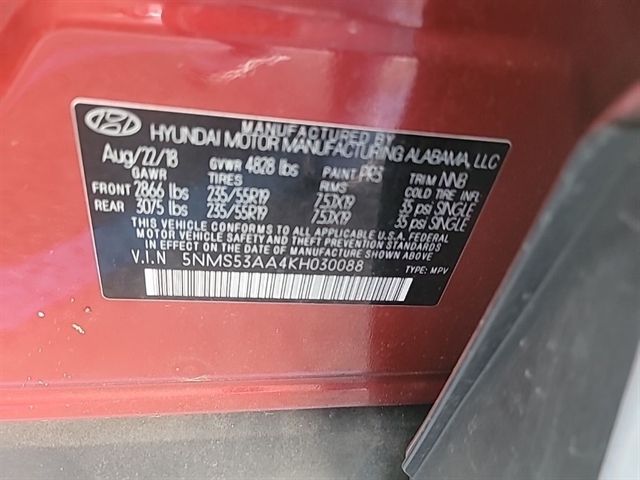 MANUFACTURED BY
HYUNDAI MOTOR MANUFACTURING ALABAMA, LLC
Aug/22/18 GVWR 4828 lbs PAINT: PR5 TRIM NNB
GAWR TIRES RIMS COLD TIRE INF.
FRONT 2866 lbs 235/55R19 7.5JX19 35 psi SINGLE
REAR 3075 lbs 235/55R19 7.5JX19 35 psi SINGLE
THIS VEHICLE CONFORMS TO ALL APPLICABLE U.S.A. FEDERAL
MOTOR VEHICLE SAFETY AND THEFT PREVENTION STANDARDS
IN EFFECT ON THE DATE OF MANUFACTURE SHOWN ABOVE.
V.I.N 5NMS53AA4KH030088 TYPE: MPV